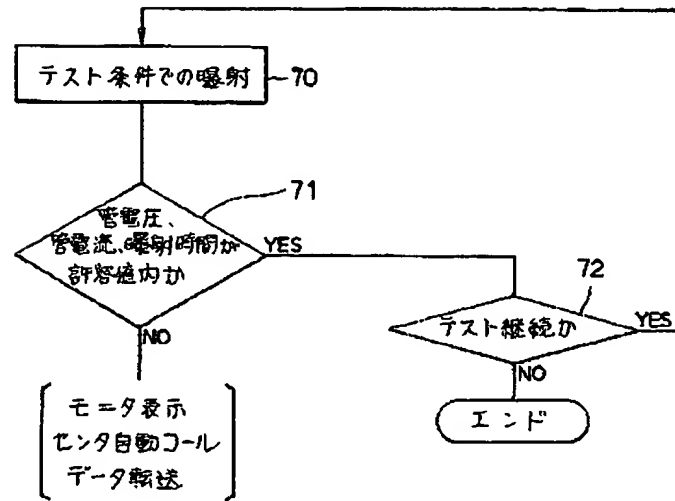 テスト条件での曝射
70
71
管電圧、
管電流、曝射時間が
許容値内か
YES
NO
モニタ表示
センタ自動コール
データ転送
72
テスト継続か
YES
NO
エンド